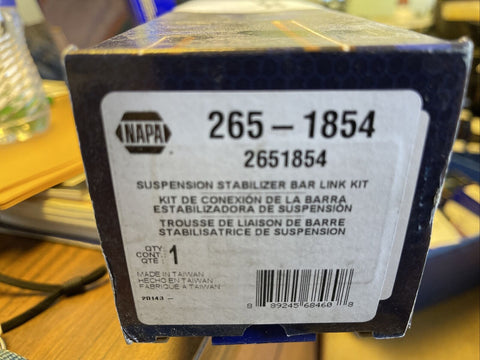 NAPA
265-1854
2651854
SUSPENSION STABILIZER BAR LINK KIT
KIT DE CONEXIÓN DE LA BARRA
ESTABILIZADORA DE SUSPENSIÓN
TROUSSE DE LIAISON DE BARRE
STABILISATRICE DE SUSPENSION
QTY:
CONT.: 1
QTÉ :
MADE IN TAIWAN
HECHO EN TAIWAN
FABRIQUÉ A TAIWAN
20143 -
8 89245 68460 8